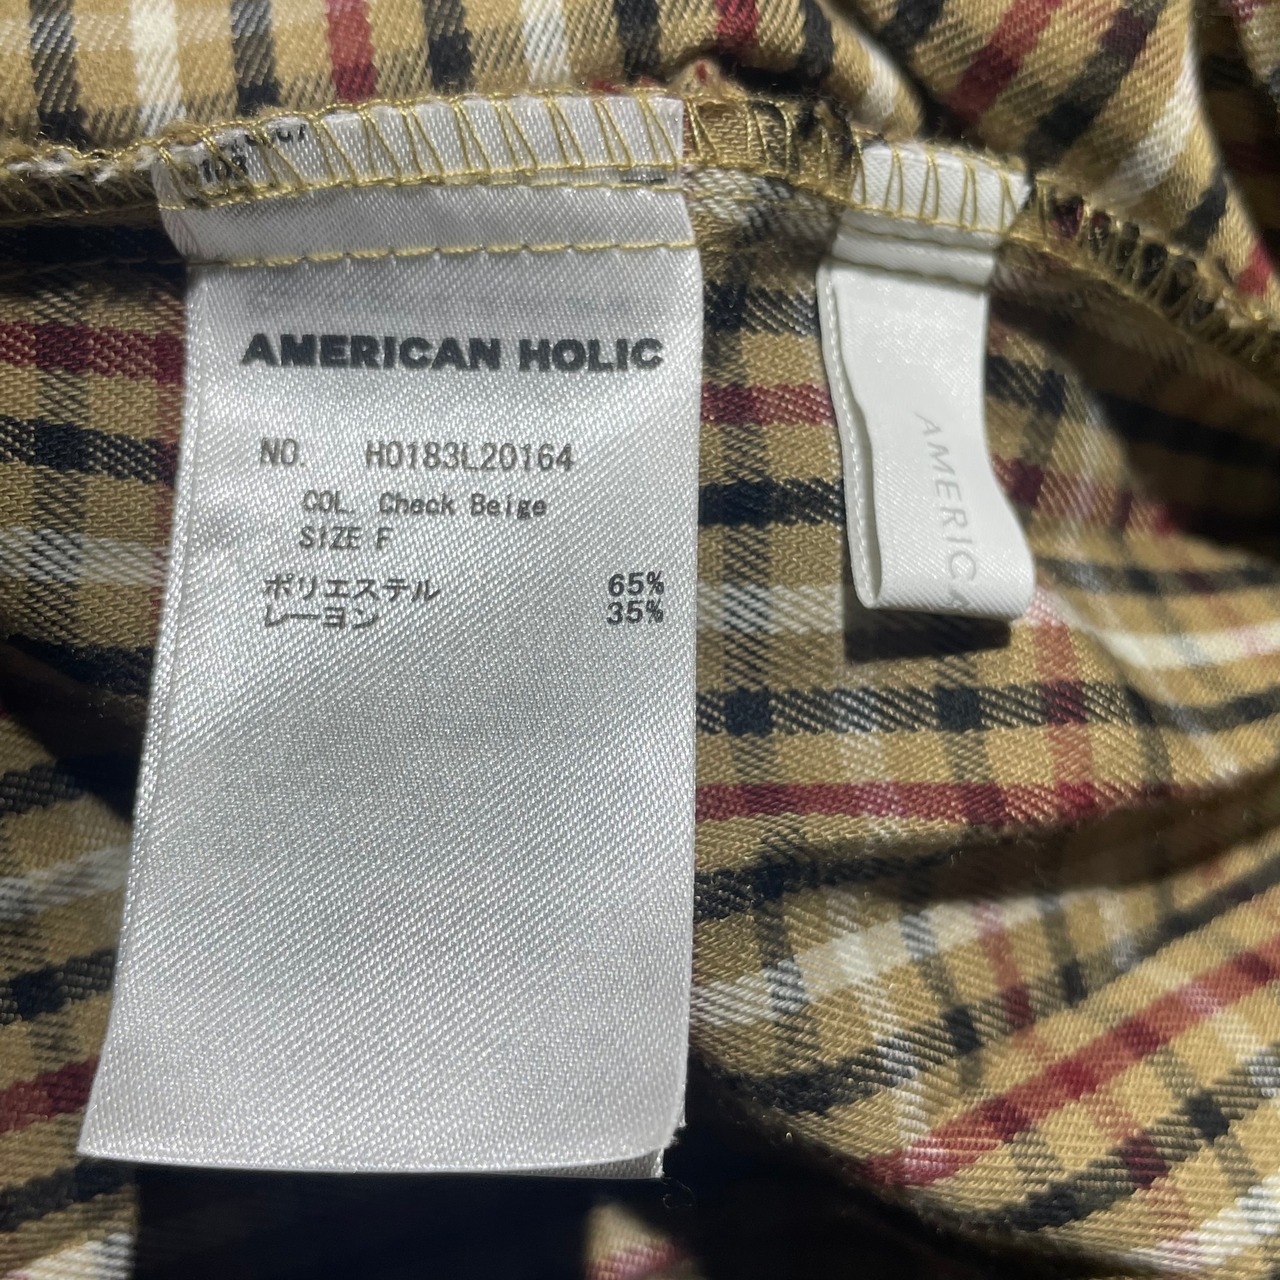 AMERICAN HOLIC
NO. H0183L20164
COL. Check Beige
SIZE F
ポリエステル 65%
レーヨン 35%
AMERICA